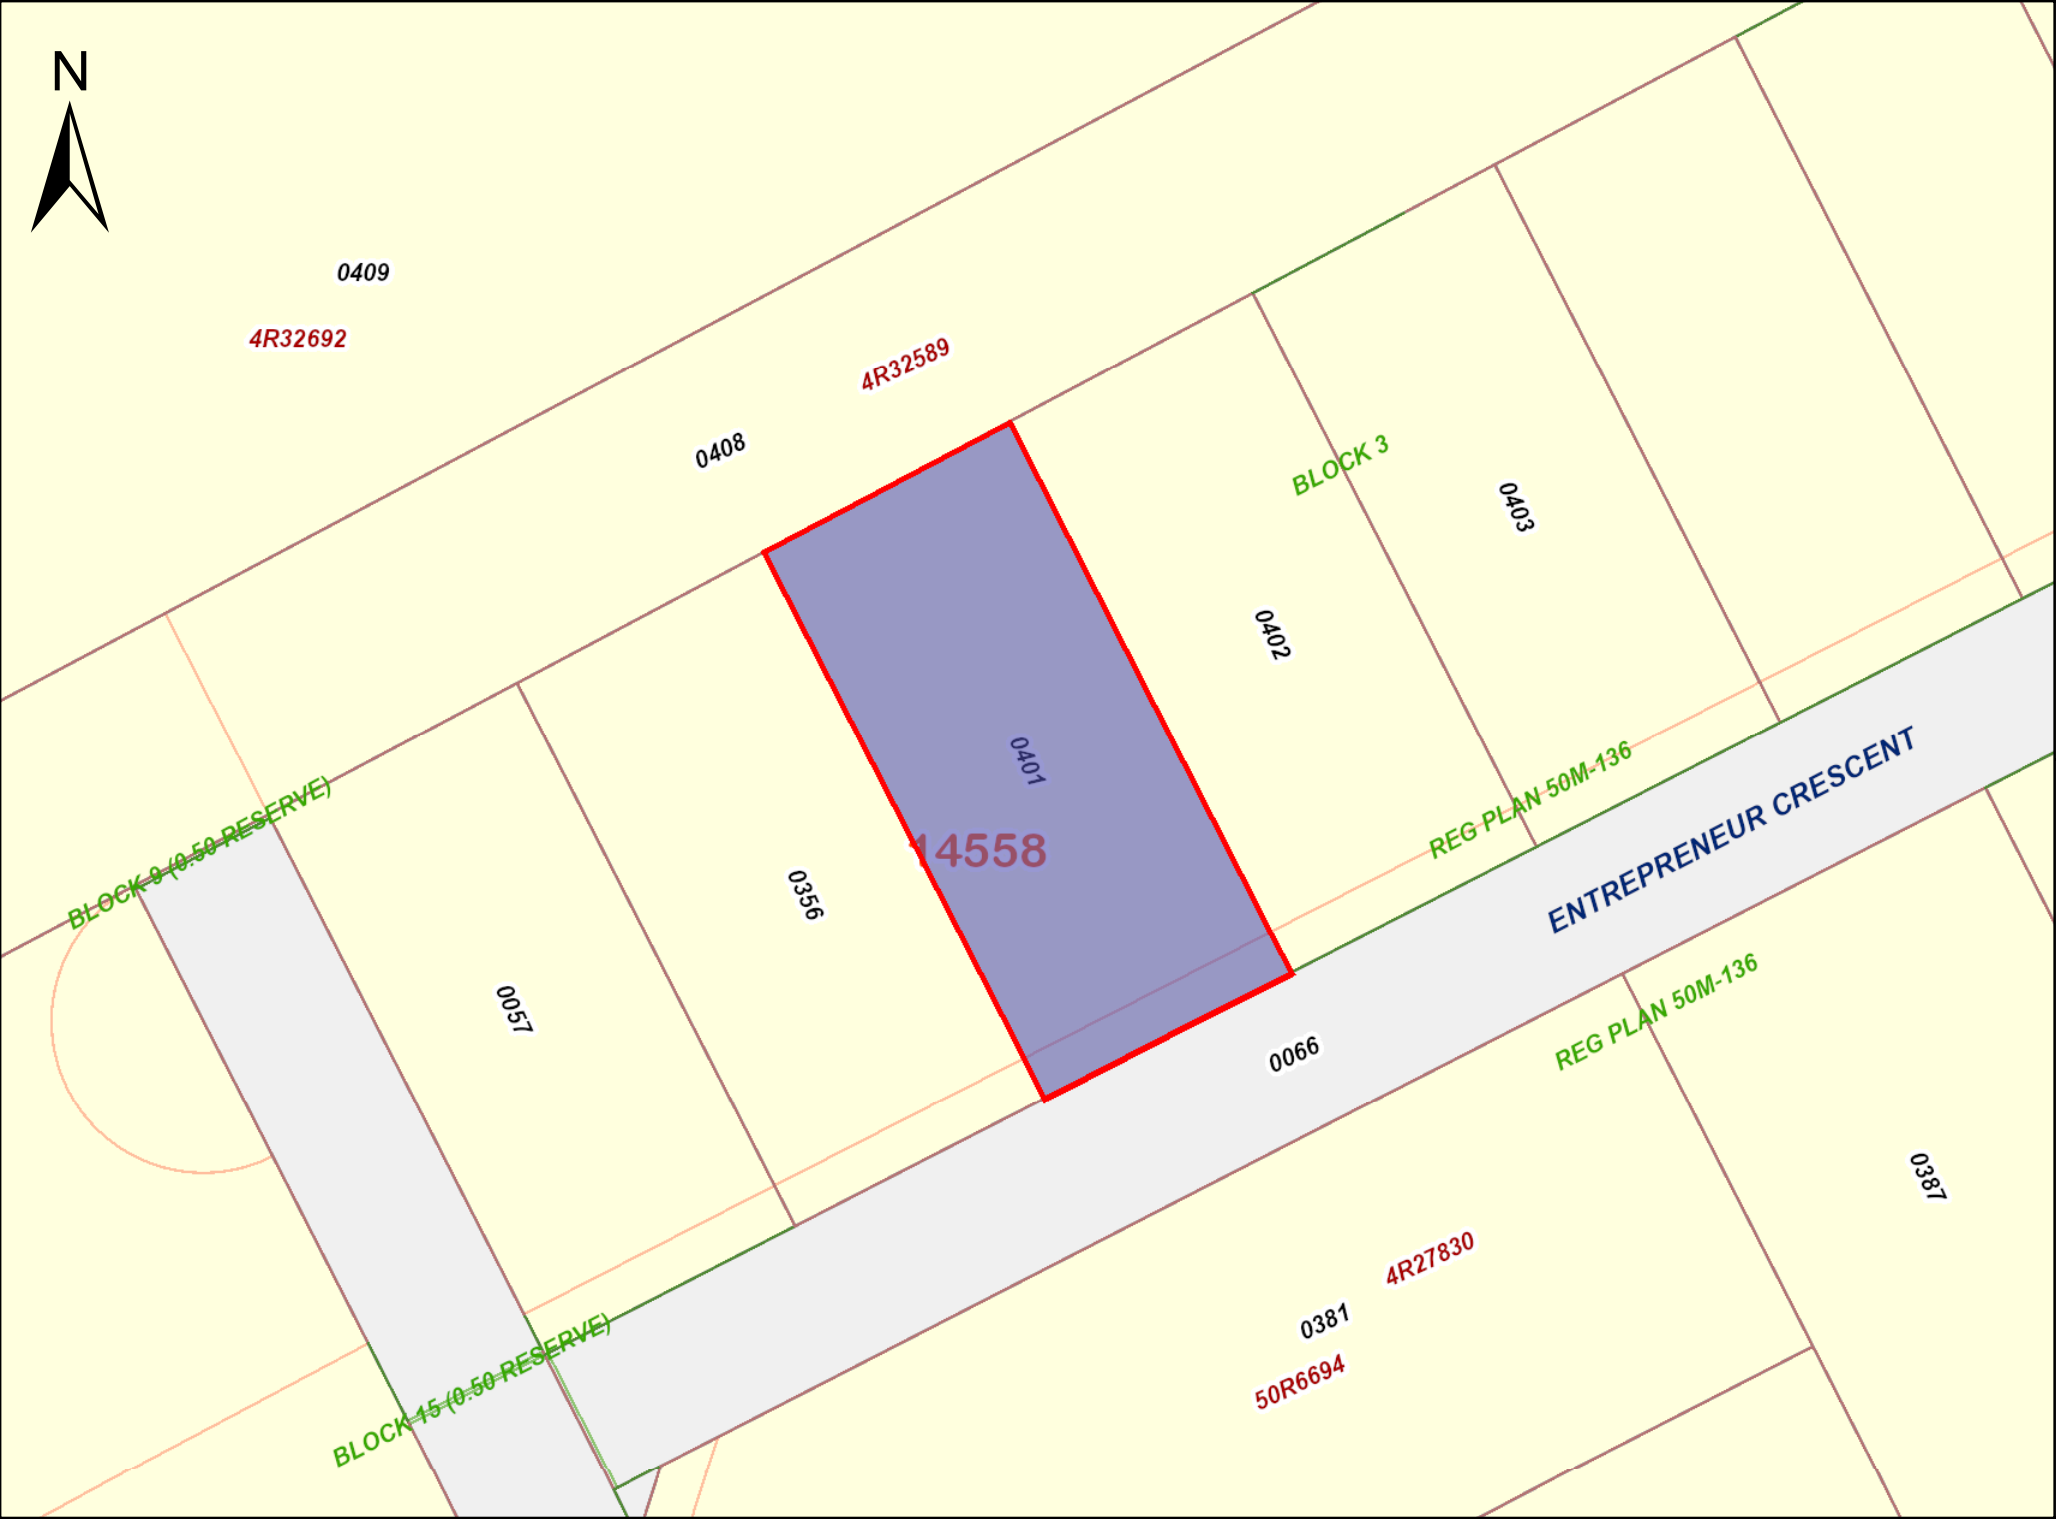 N
0409
4R32692
4R32589
0408
BLOCK 3
0403
0402
0401
REG PLAN 50M-136
ENTREPRENEUR CRESCENT
BLOCK 9 (0.50 RESERVE)
14558
0356
0057
0066
REG PLAN 50M-136
0387
4R27830
0381
50R6694
BLOCK 15 (0.50 RESERVE)